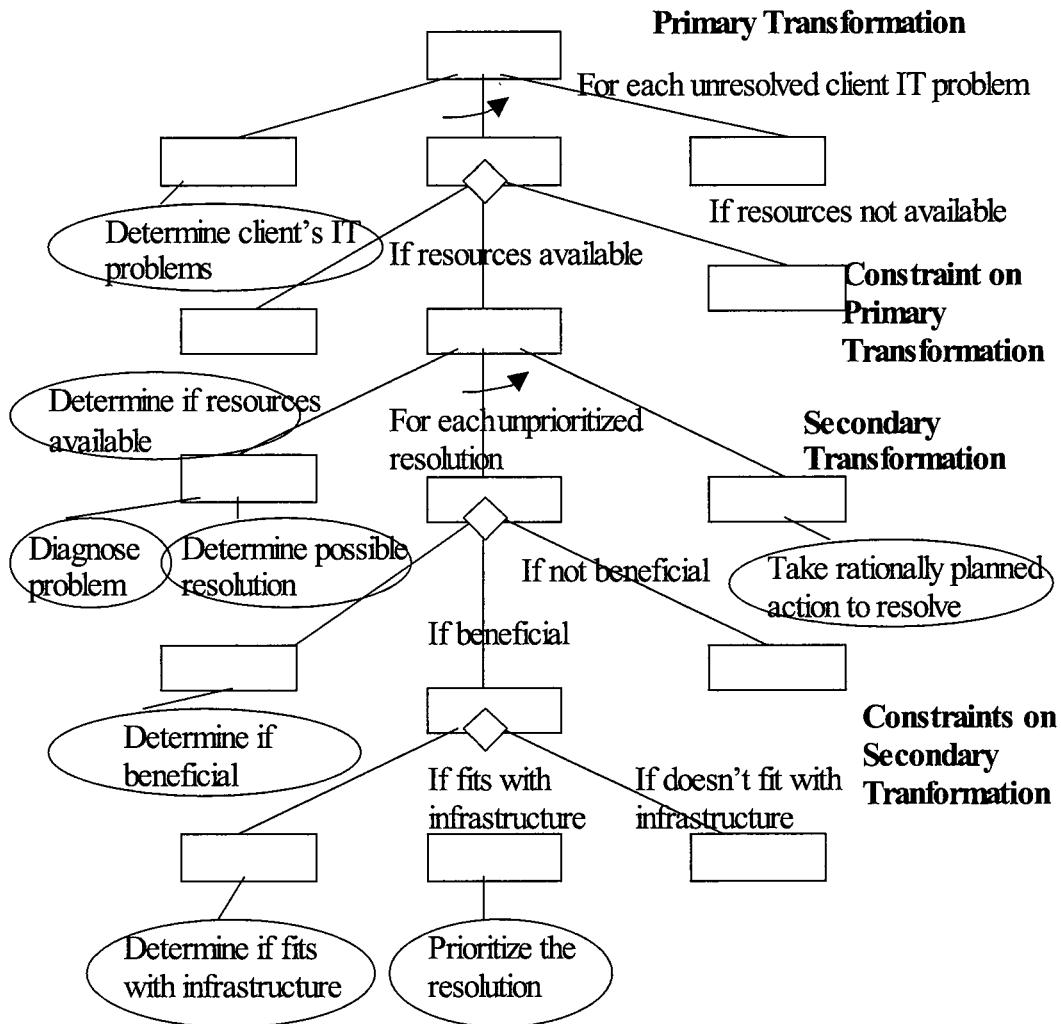 Primary Transformation
For each unresolved client IT problem
If resources not available
Determine client's IT
problems
If resources available
Constraint on
Primary
Transformation
Determine if resources
available
For each unprioritized
resolution
Secondary
Transformation
Diagnose
problem
Determine possible
resolution
If not beneficial
Take rationally planned
action to resolve
If beneficial
Determine if
beneficial
Constraints on
Secondary
Tranformation
If fits with
infrastructure
If doesn't fit with
infrastructure
Determine if fits
with infrastructure
Prioritize the
resolution